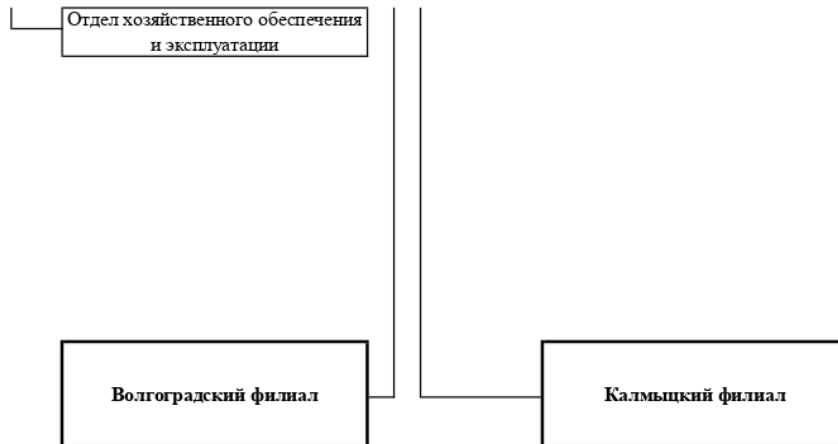 Отдел хозяйственного обеспечения
и эксплуатации
Волгоградский филиал
Калмыцкий филиал